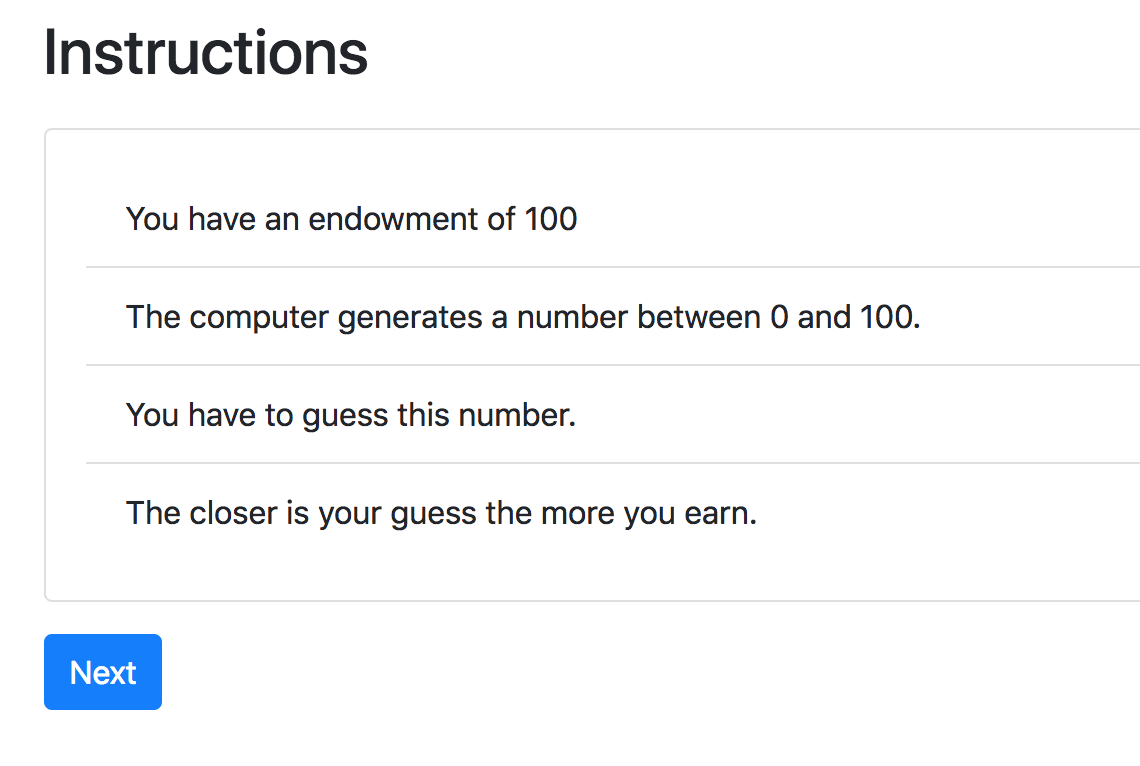 Instructions
You have an endowment of 100
The computer generates a number between 0 and 100.
You have to guess this number.
The closer is your guess the more you earn.
Next